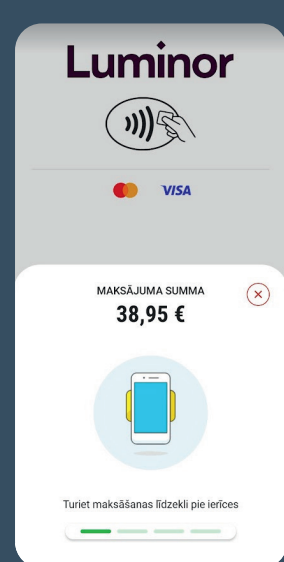 Luminor
VISA
MAKSĀJUMA SUMMA
38,95 €
Turiet maksāšanas līdzekli pie ierīces